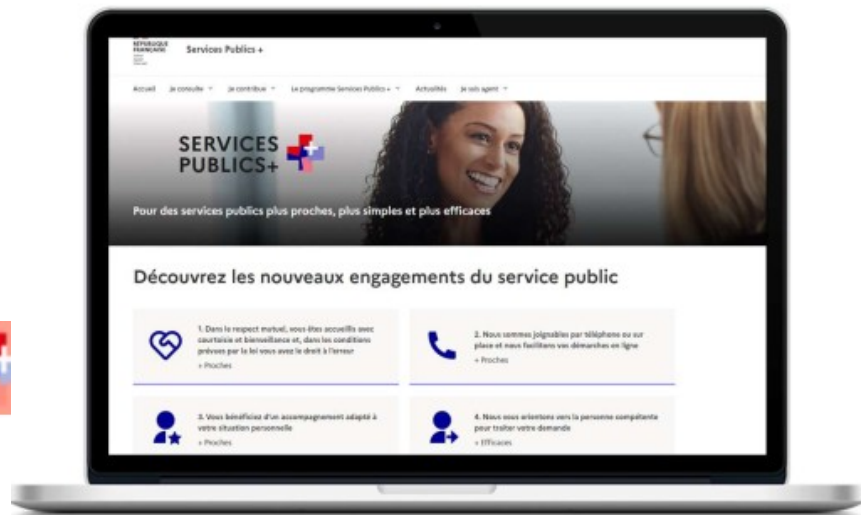 RÉPUBLIQUE
FRANÇAISE
Services Publics +
Accueil Je consulte Je contribue Le programme Services Publics + Actualités Je suis agent
SERVICES
PUBLICS+
Pour des services publics plus proches, plus simples et plus efficaces
Découvrez les nouveaux engagements du service public
1. Dans le respect mutuel, vous êtes accueillis avec
courtoisie et bienveillance et, dans les conditions
prévues par la loi vous avez le droit à l'erreur
+ Proches
2. Nous sommes joignables par téléphone ou sur
place et nous facilitons vos démarches en ligne
+ Proches
3. Vous bénéficiez d'un accompagnement adapté à
votre situation personnelle
+ Proches
4. Nous vous orientons vers la personne compétente
pour traiter votre demande
+ Efficaces